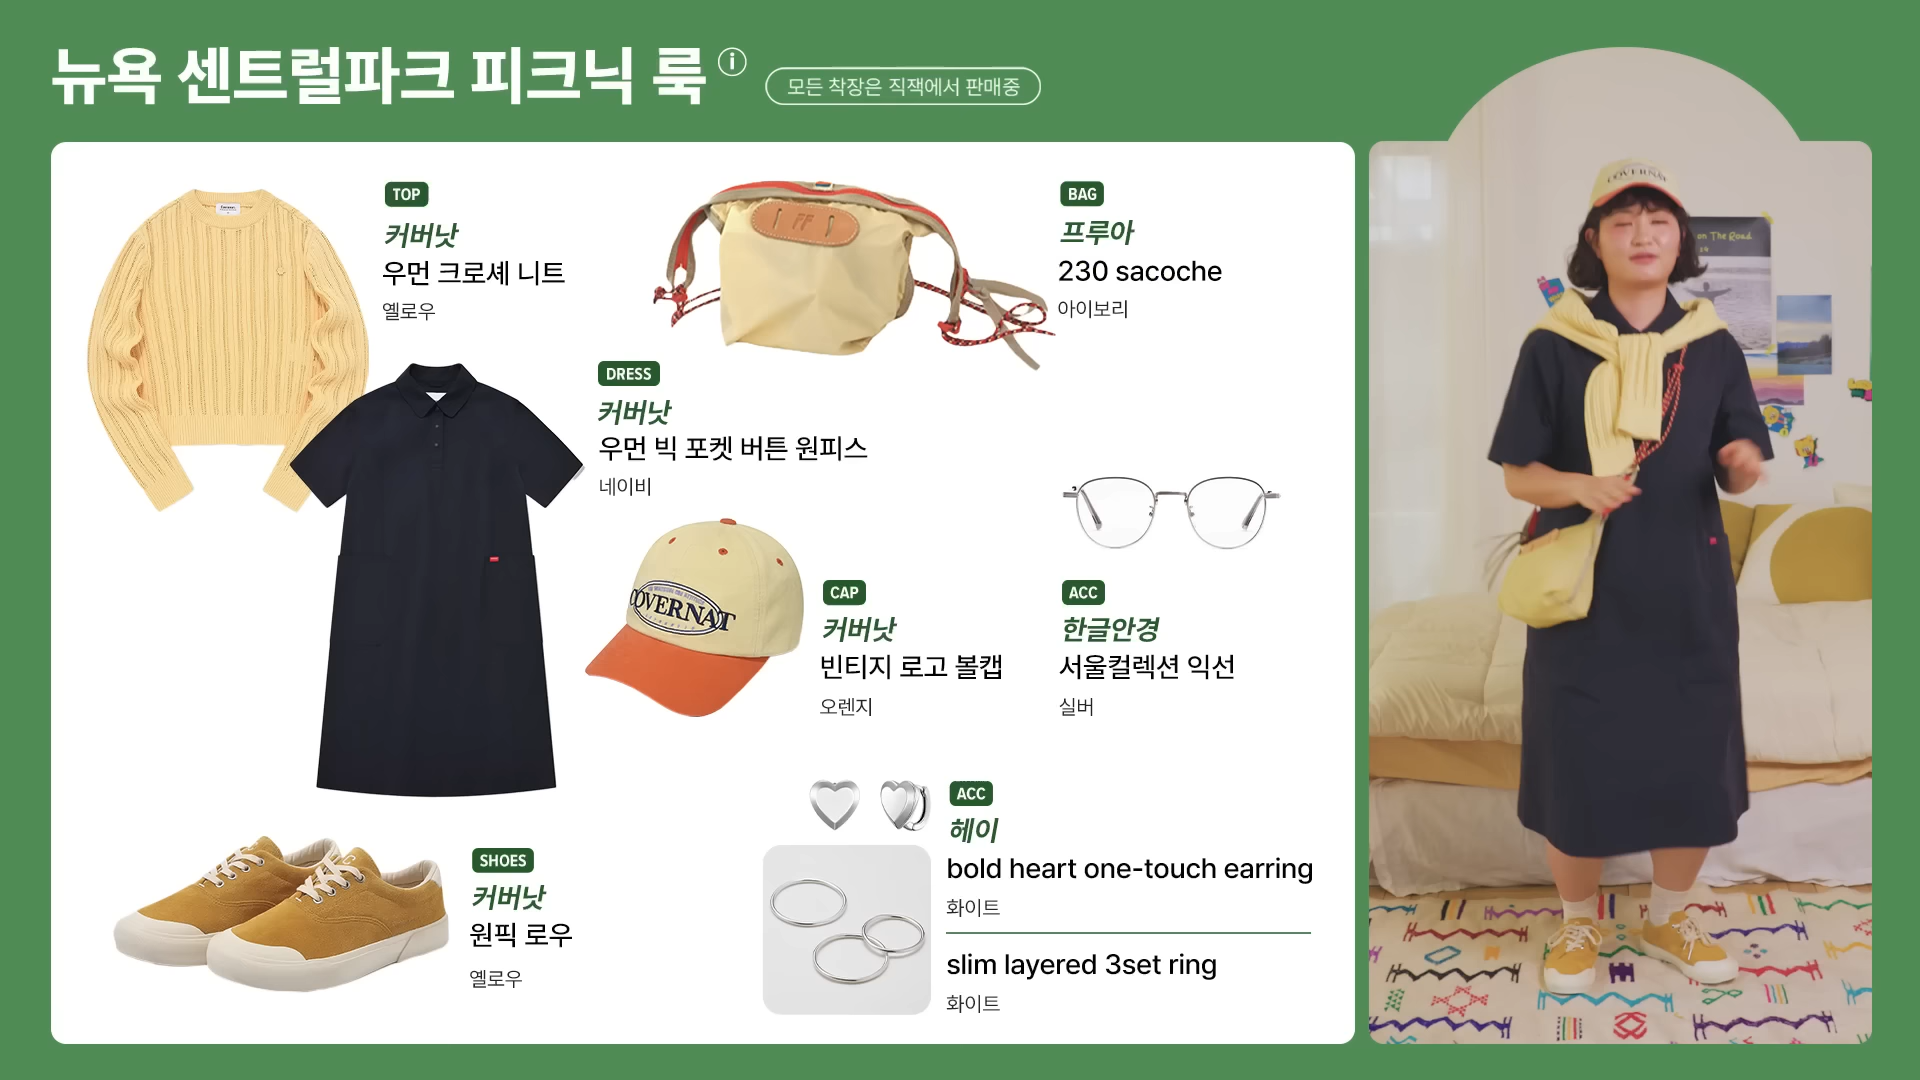 뉴욕 센트럴파크 피크닉 룩 ⓘ
모든 착장은 직잭에서 판매중
TOP
커버낫
우먼 크로셰 니트
옐로우
BAG
프루아
230 sacoche
아이보리
DRESS
커버낫
우먼 빅 포켓 버튼 원피스
네이비
COVERNAT
CAP
커버낫
빈티지 로고 볼캡
오렌지
ACC
한글안경
서울컬렉션 익선
실버
SHOES
커버낫
원픽 로우
옐로우
ACC
헤이
bold heart one-touch earring
화이트
slim layered 3set ring
화이트
COVERNAT
on The Road